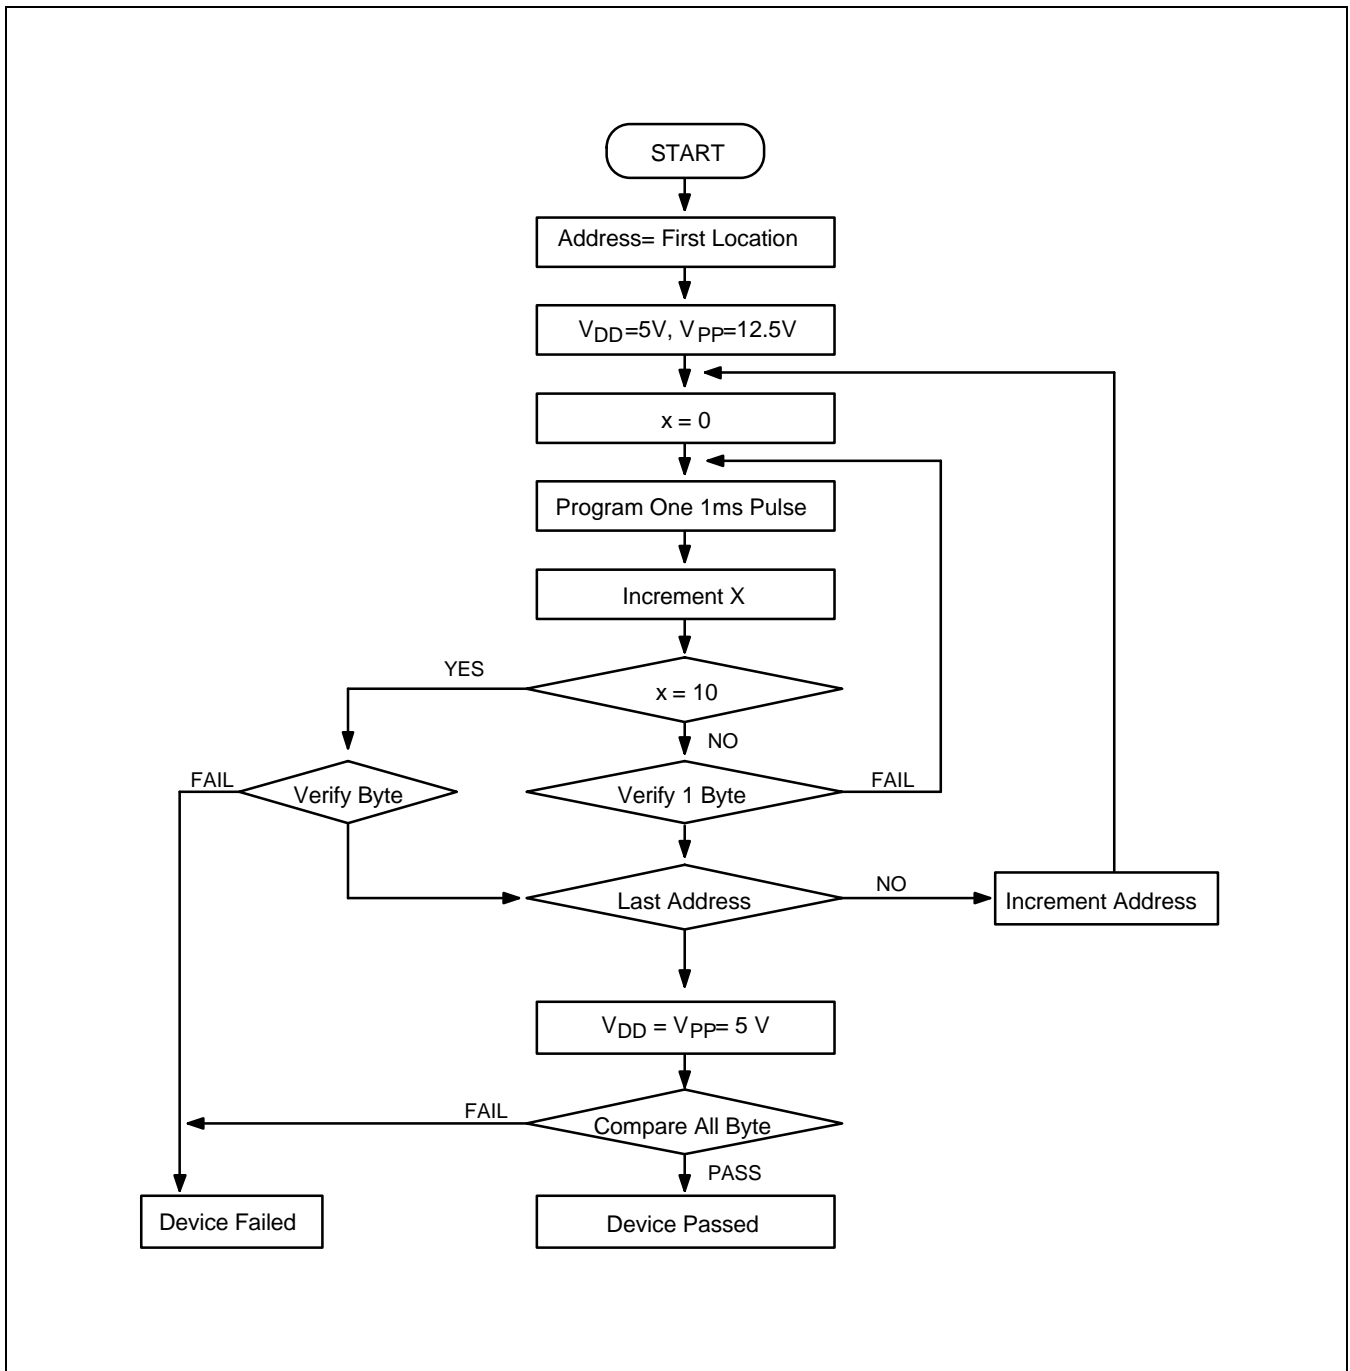 START
Address= First Location
VDD=5V, VPP=12.5V
x = 0
Program One 1ms Pulse
Increment X
YES
x = 10
NO
FAIL
Verify Byte
Verify 1 Byte
FAIL
Last Address
NO
Increment Address
VDD = VPP= 5 V
FAIL
Compare All Byte
PASS
Device Failed
Device Passed